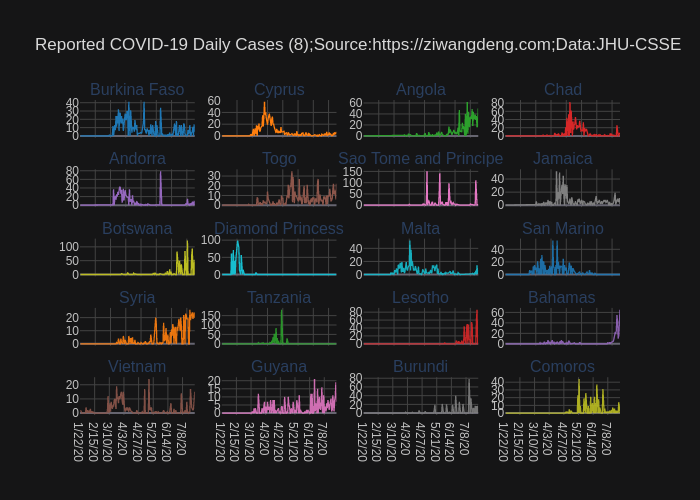 Reported COVID-19 Daily Cases (8);Source:https://ziwangdeng.com;Data:JHU-CSSE
Burkina Faso Cyprus Angola Chad
40 30 20 10 0
60 40 20 0
60 40 20 0
80 60 40 20 0
Andorra Togo Sao Tome and Principe Jamaica
80 60 40 20 0
30 20 10 0
150 100 50 0
40 20 0
Botswana Diamond Princess Malta San Marino
100 50 0
100 50 0
40 20 0
40 20 0
Syria Tanzania Lesotho Bahamas
20 10 0
150 100 50 0
80 60 40 20 0
60 40 20 0
Vietnam Guyana Burundi Comoros
20 10 0
20 15 10 5 0
80 60 40 20 0
40 30 20 10 0
1/22/20 2/15/20 3/10/20 4/3/20 4/27/20 5/21/20 6/14/20 7/8/20
1/22/20 2/15/20 3/10/20 4/3/20 4/27/20 5/21/20 6/14/20 7/8/20
1/22/20 2/15/20 3/10/20 4/3/20 4/27/20 5/21/20 6/14/20 7/8/20
1/22/20 2/15/20 3/10/20 4/3/20 4/27/20 5/21/20 6/14/20 7/8/20